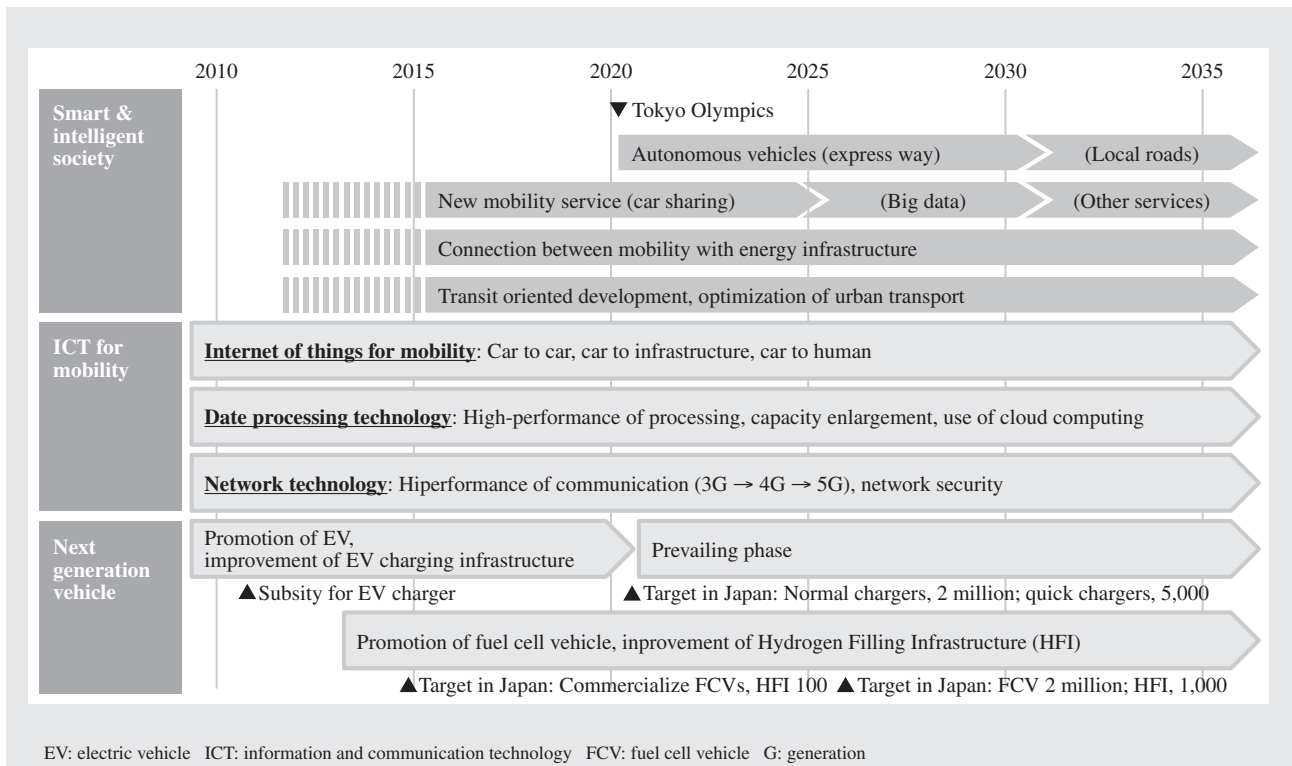 2010 2015 2020 2025 2030 2035
Smart &
intelligent
society
▼ Tokyo Olympics
Autonomous vehicles (express way) (Local roads)
New mobility service (car sharing) (Big data) (Other services)
Connection between mobility with energy infrastructure
Transit oriented development, optimization of urban transport
ICT for
mobility
Internet of things for mobility: Car to car, car to infrastructure, car to human
Date processing technology: High-performance of processing, capacity enlargement, use of cloud computing
Network technology: Hiperformance of communication (3G → 4G → 5G), network security
Next
generation
vehicle
Promotion of EV,
improvement of EV charging infrastructure
Prevailing phase
▲Subsity for EV charger
▲Target in Japan: Normal chargers, 2 million; quick chargers, 5,000
Promotion of fuel cell vehicle, inprovement of Hydrogen Filling Infrastructure (HFI)
▲Target in Japan: Commercialize FCVs, HFI 100 ▲Target in Japan: FCV 2 million; HFI, 1,000
EV: electric vehicle ICT: information and communication technology FCV: fuel cell vehicle G: generation